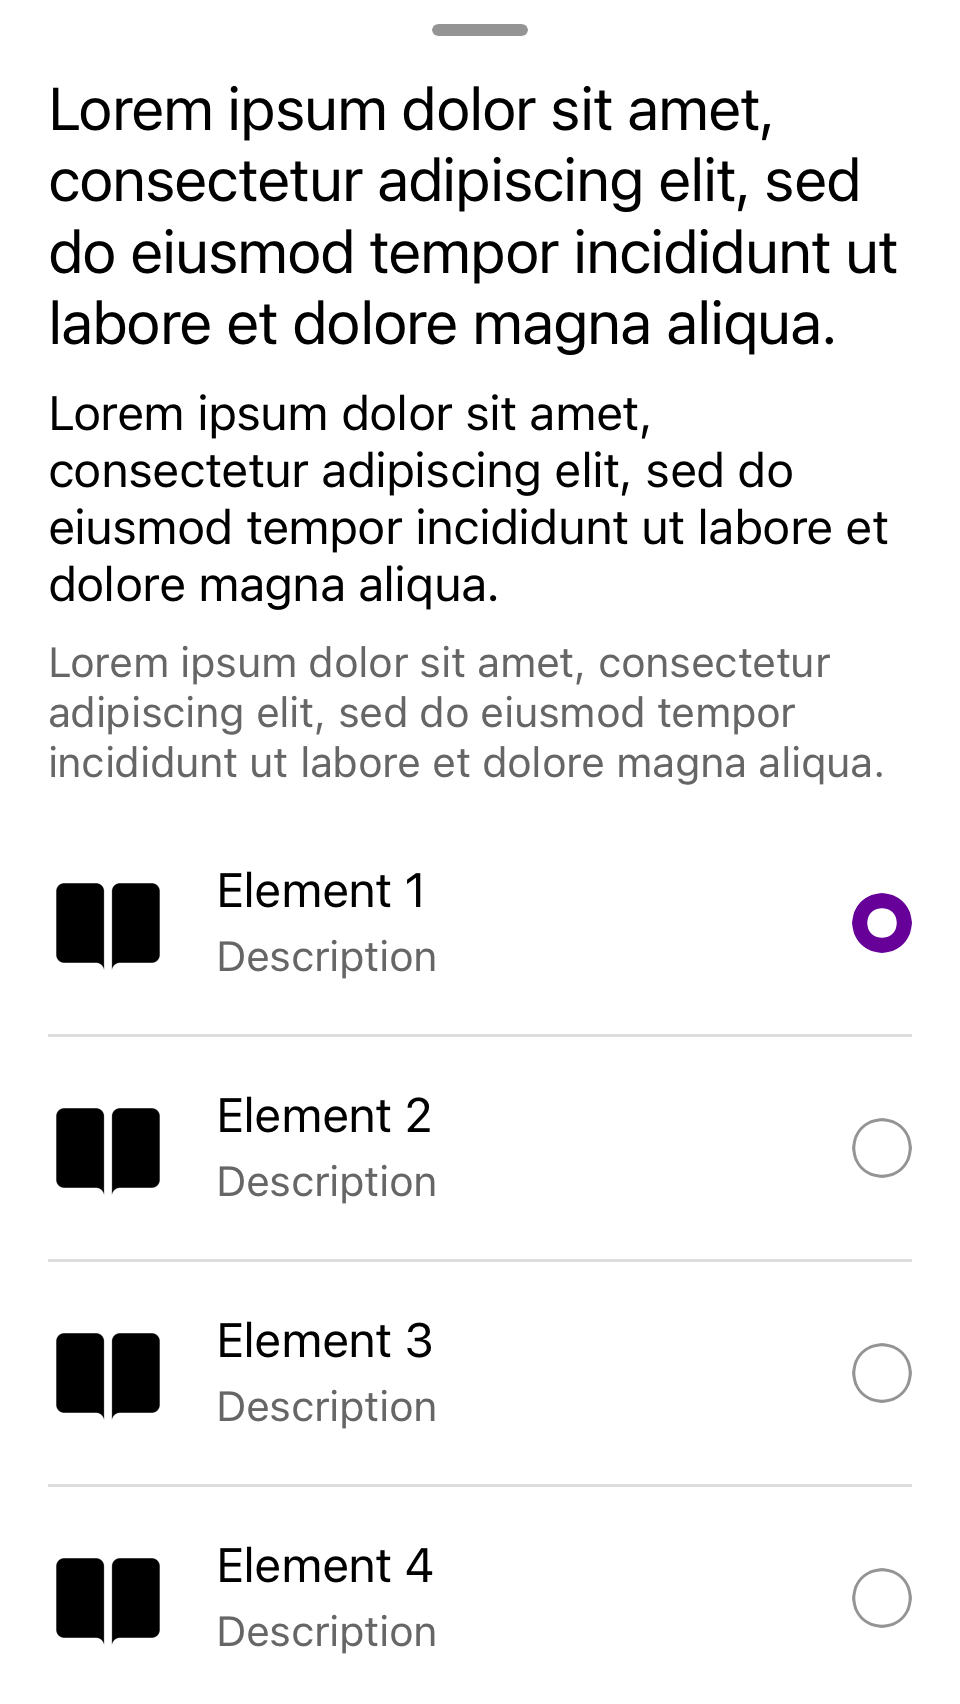 Lorem ipsum dolor sit amet,
consectetur adipiscing elit, sed
do eiusmod tempor incididunt ut
labore et dolore magna aliqua.
Lorem ipsum dolor sit amet,
consectetur adipiscing elit, sed do
eiusmod tempor incididunt ut labore et
dolore magna aliqua.
Lorem ipsum dolor sit amet, consectetur
adipiscing elit, sed do eiusmod tempor
incididunt ut labore et dolore magna aliqua.
Element 1
Description
Element 2
Description
Element 3
Description
Element 4
Description